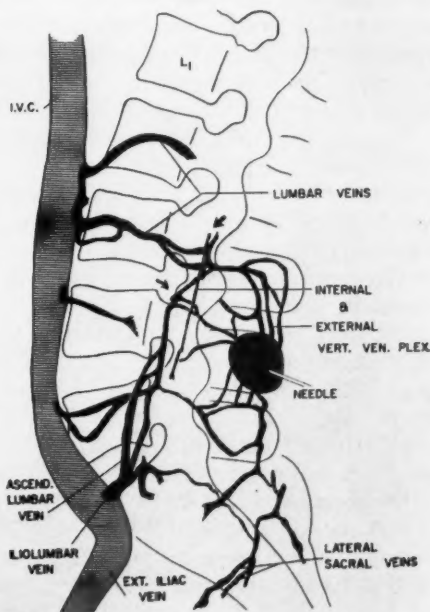 L1
I.V.C.
LUMBAR VEINS
INTERNAL
&
EXTERNAL
VERT. VEN. PLEX.
NEEDLE
ASCEND.
LUMBAR
VEIN
ILIOLUMBAR
VEIN
EXT. ILIAC
VEIN
LATERAL
SACRAL VEINS